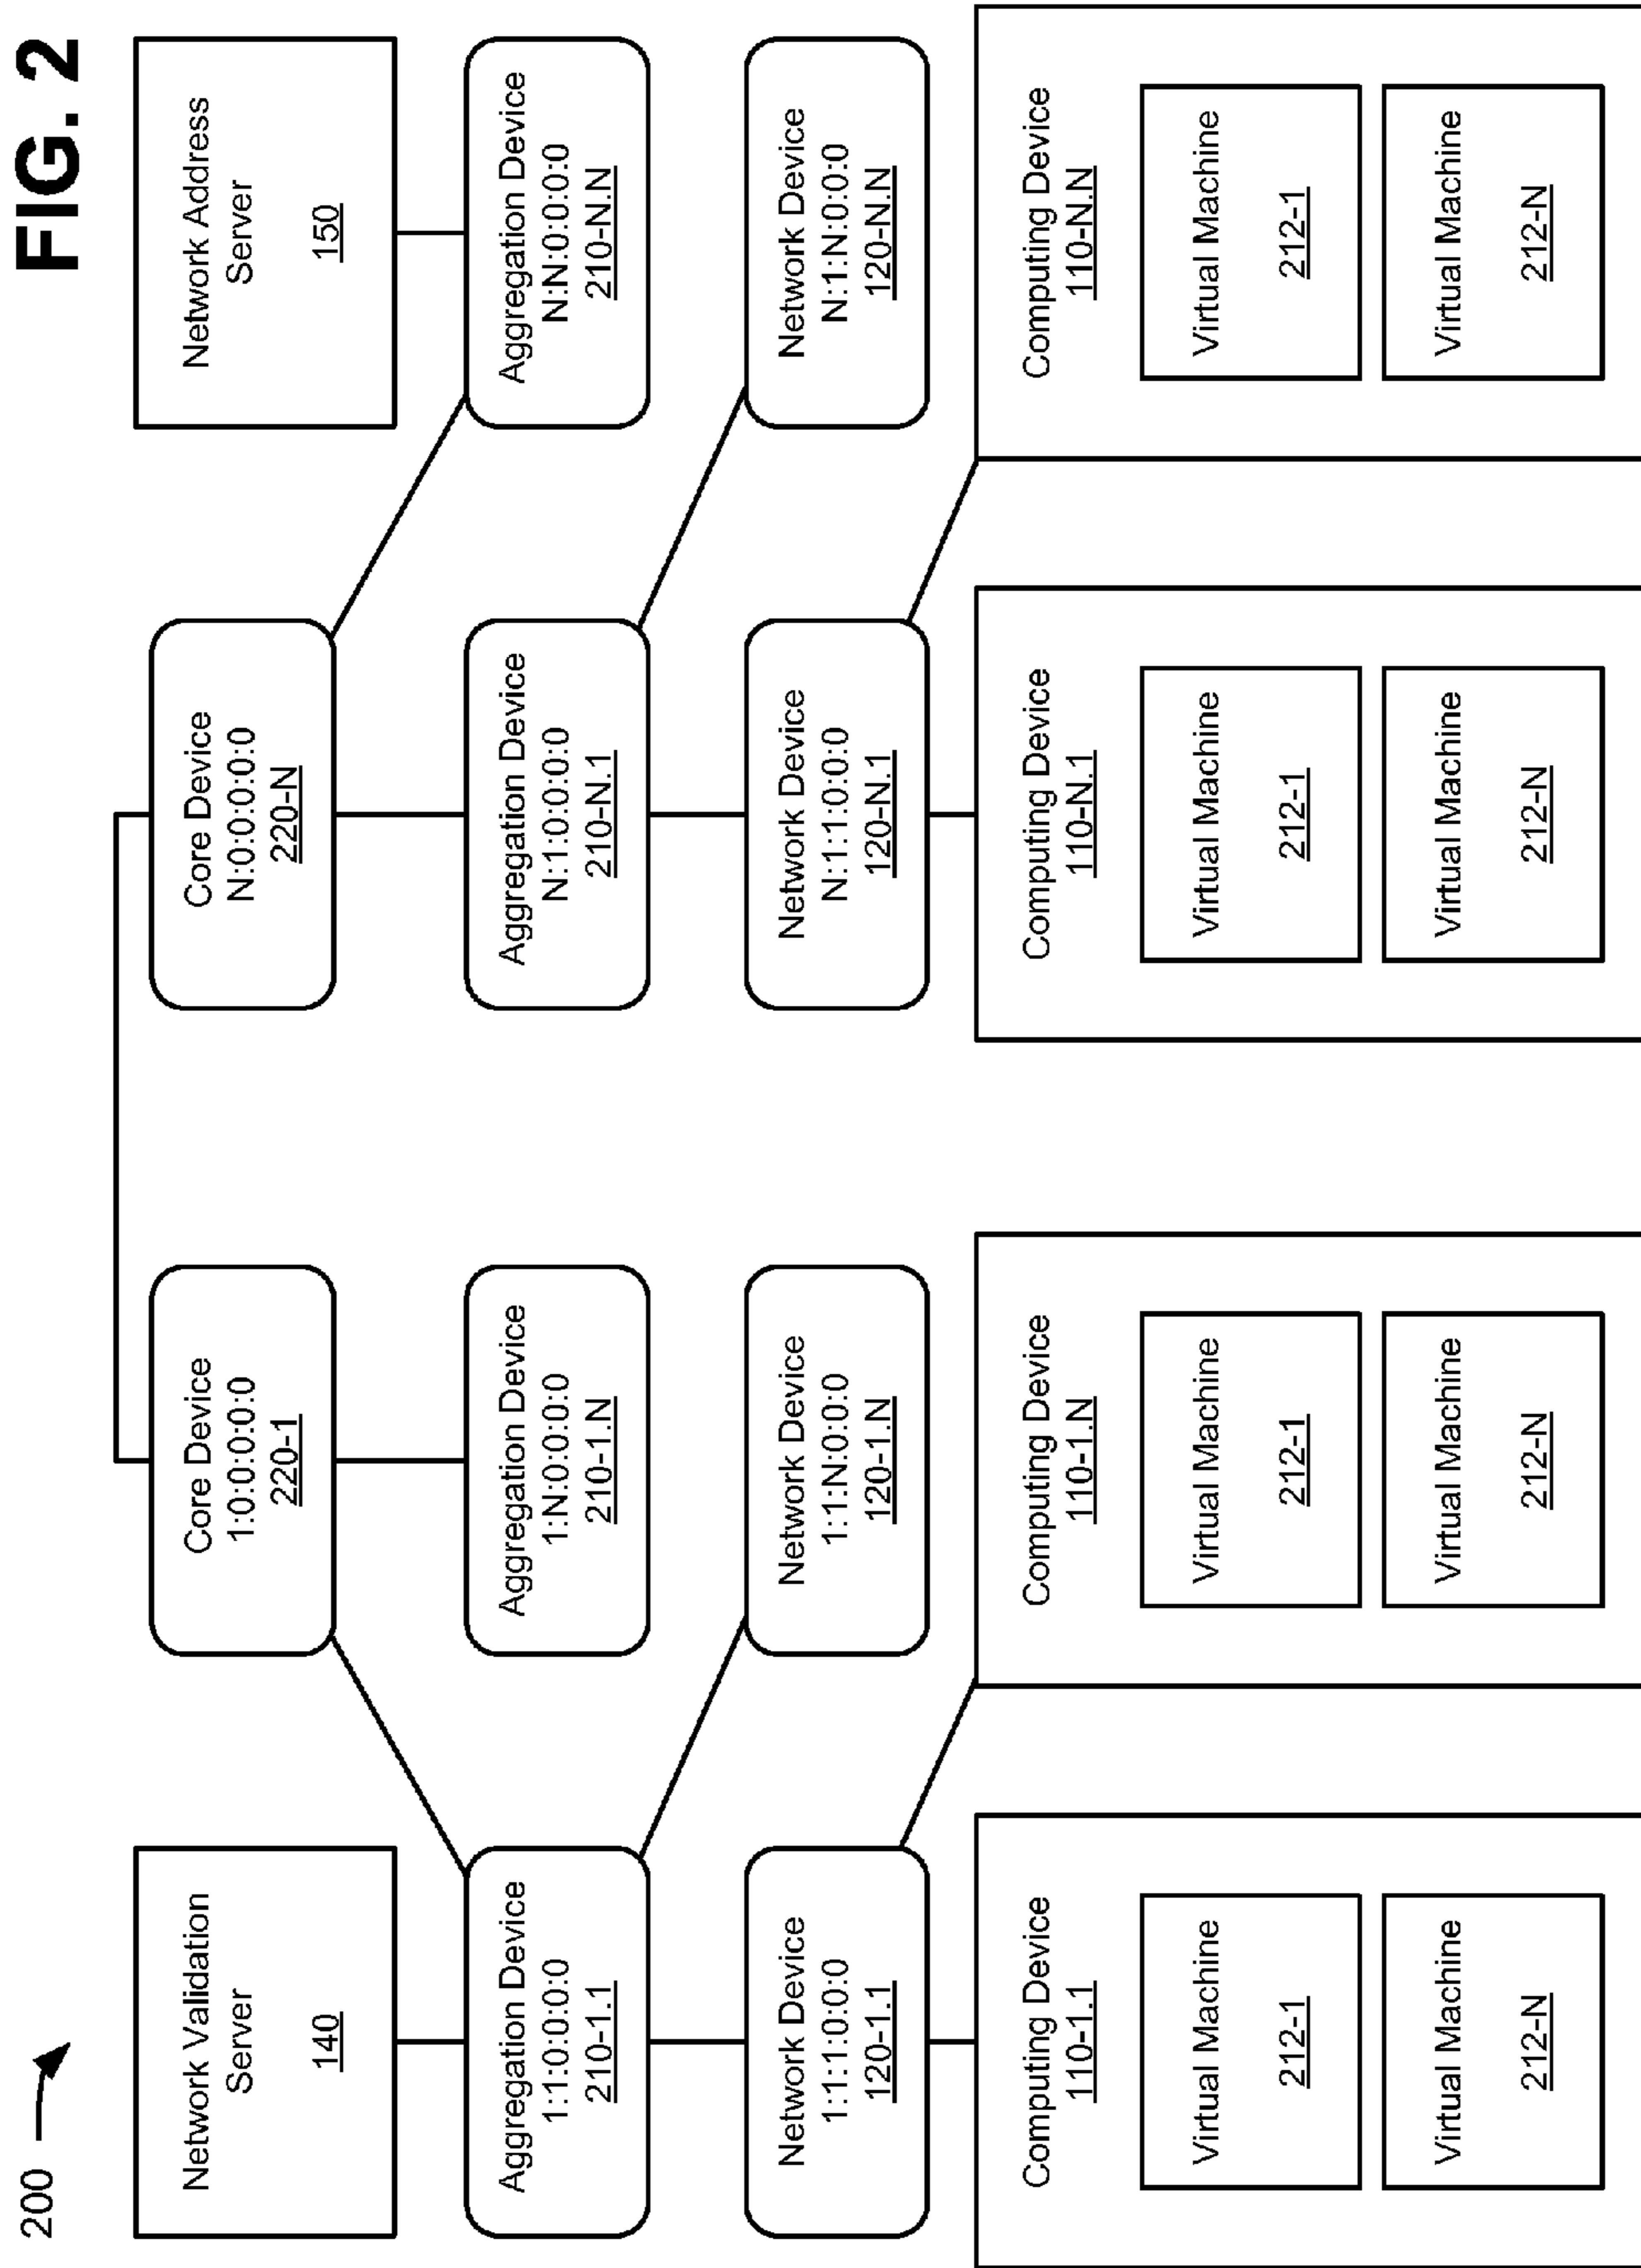 200
FIG. 2
Network Validation
Server
140
Core Device
1:0:0:0:0:0
220-1
Core Device
N:0:0:0:0:0
220-N
Network Address
Server
150
Aggregation Device
1:1:0:0:0:0
210-1.1
Aggregation Device
1:N:0:0:0:0
210-1.N
Aggregation Device
N:1:0:0:0:0
210-N.1
Aggregation Device
N:N:0:0:0:0
210-N.N
Network Device
1:1:1:0:0:0
120-1.1
Network Device
1:1:N:0:0:0
120-1.N
Network Device
N:1:1:0:0:0
120-N.1
Network Device
N:1:N:0:0:0
120-N.N
Computing Device
110-1.1
Virtual Machine
212-1
Virtual Machine
212-N
Computing Device
110-1.N
Virtual Machine
212-1
Virtual Machine
212-N
Computing Device
110-N.1
Virtual Machine
212-1
Virtual Machine
212-N
Computing Device
110-N.N
Virtual Machine
212-1
Virtual Machine
212-N